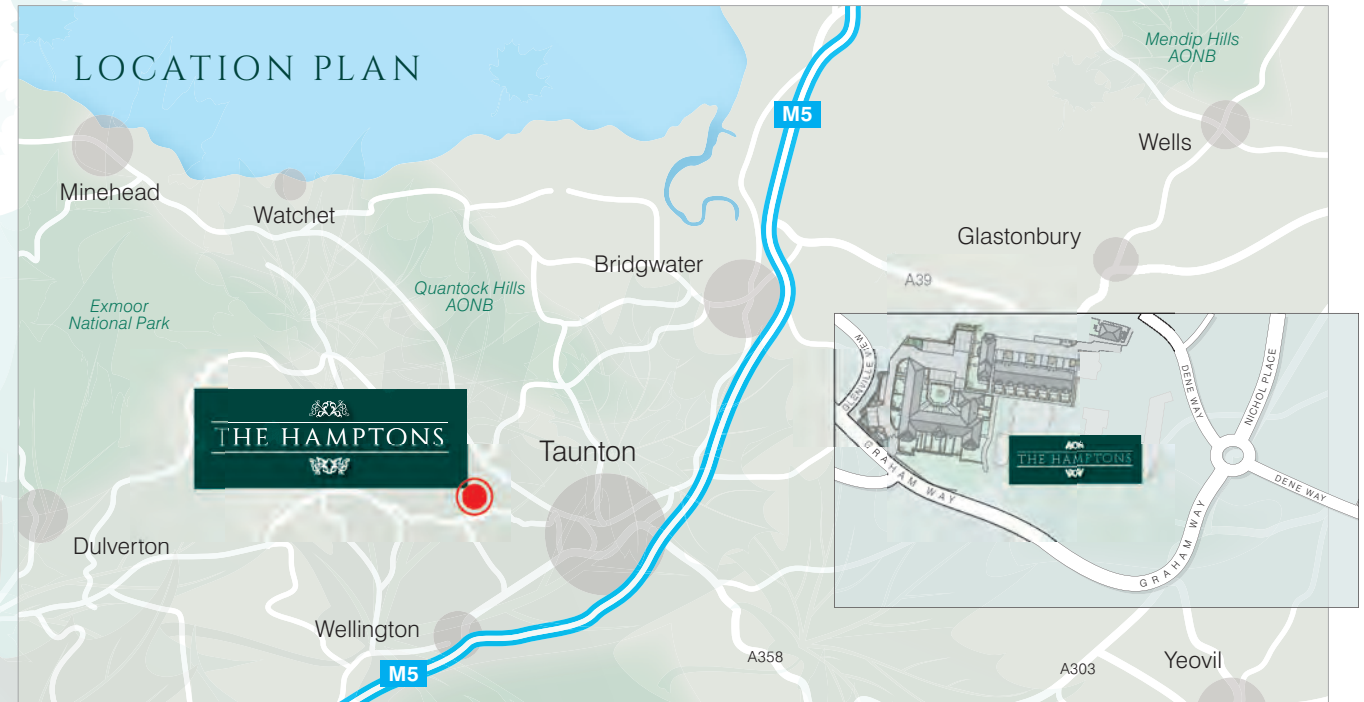 LOCATION PLAN
Mendip Hills
AONB
M5
Wells
Minehead
Watchet
Glastonbury
Bridgwater
A39
Quantock Hills
AONB
Exmoor
National Park
GLENVILLE VIEW
DENE WAY
NICHOL PLACE
THE HAMPTONS
Taunton
THE HAMPTONS
GRAHAM WAY
DENE WAY
GRAHAM WAY
Dulverton
Wellington
M5
A358
A303
Yeovil